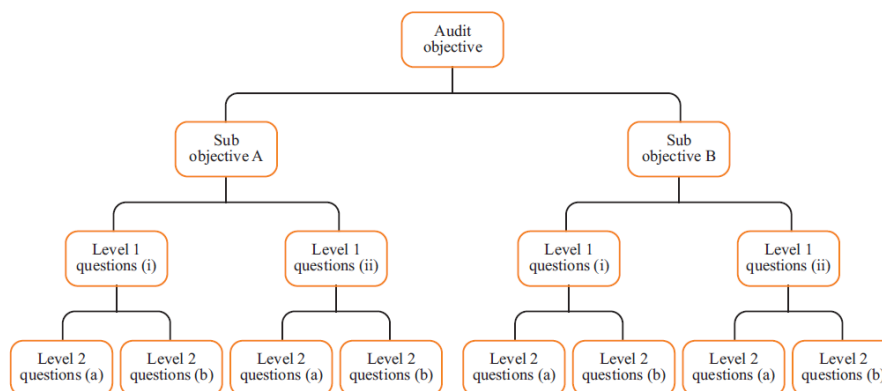 Audit
objective
Sub
objective A
Sub
objective B
Level 1
questions (i)
Level 1
questions (ii)
Level 1
questions (i)
Level 1
questions (ii)
Level 2
questions (a)
Level 2
questions (b)
Level 2
questions (a)
Level 2
questions (b)
Level 2
questions (a)
Level 2
questions (b)
Level 2
questions (a)
Level 2
questions (b)